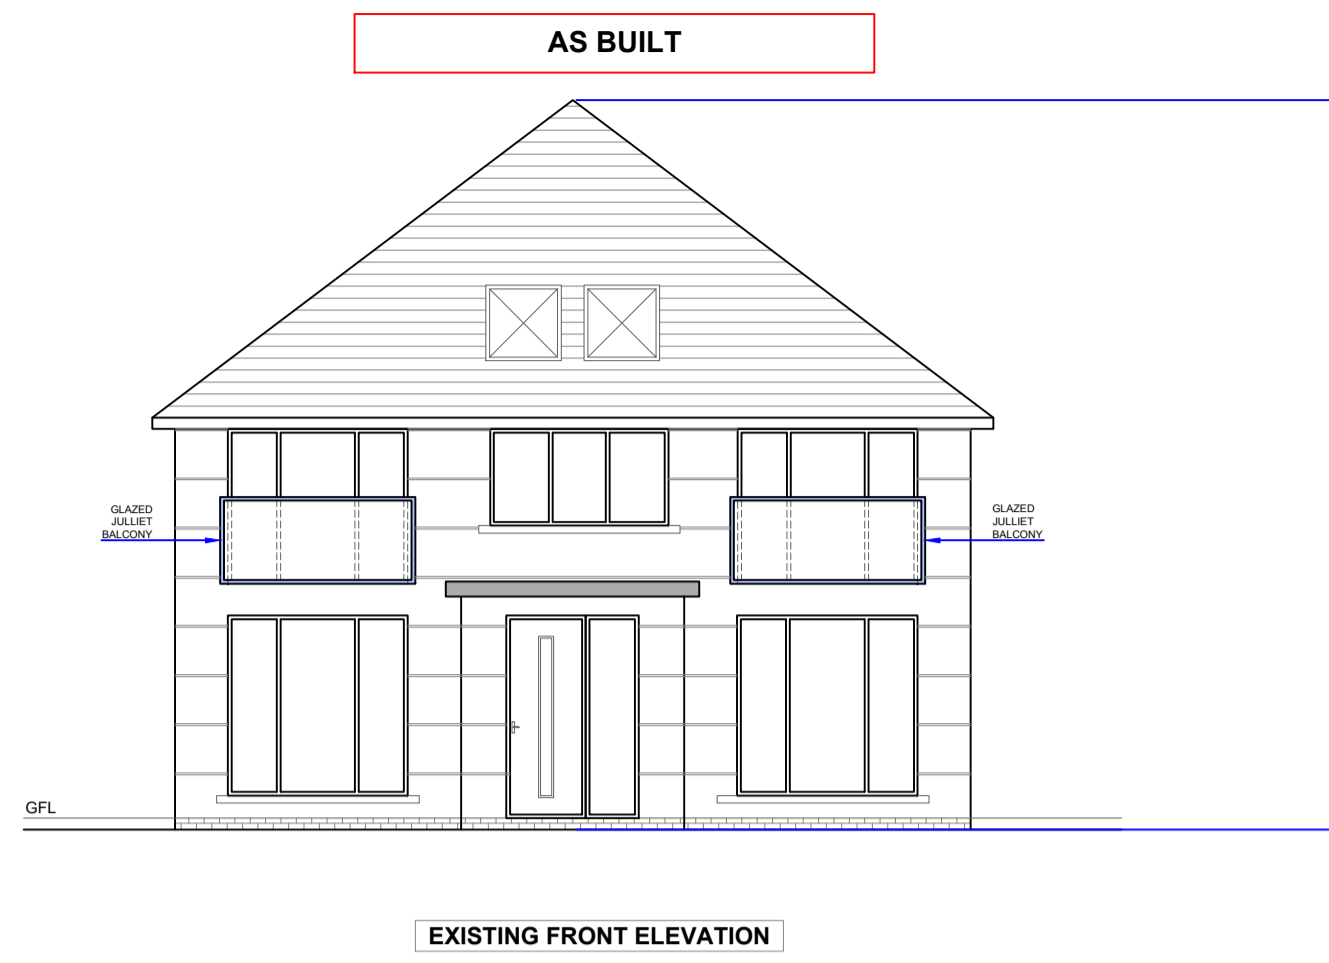 AS BUILT
GLAZED
JULLIET
BALCONY
GLAZED
JULLIET
BALCONY
GFL
EXISTING FRONT ELEVATION